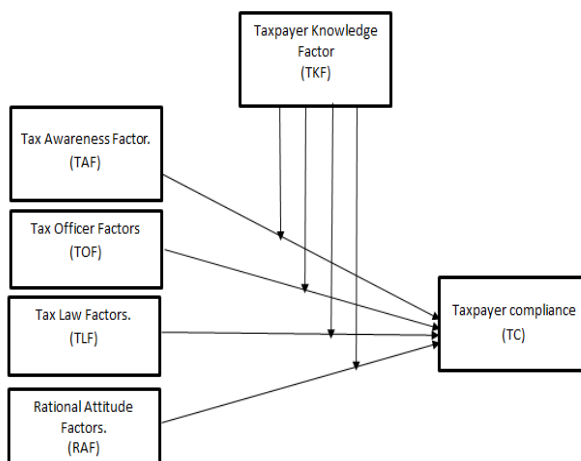 Taxpayer Knowledge
Factor
(TKF)
Tax Awareness Factor.
(TAF)
Tax Officer Factors
(TOF)
Tax Law Factors.
(TLF)
Rational Attitude
Factors.
(RAF)
Taxpayer compliance
(TC)